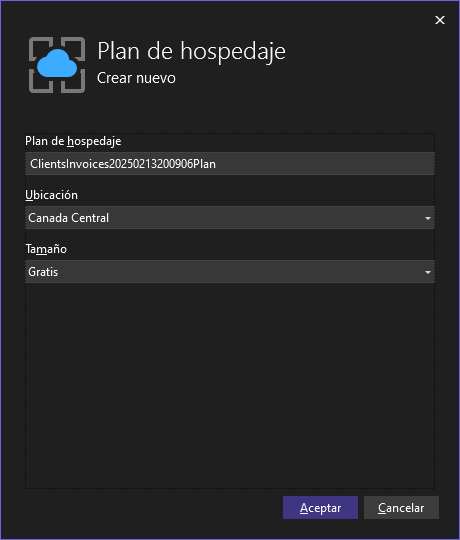 Plan de hospedaje
Crear nuevo
Plan de hospedaje
ClientsInvoices20250213200906Plan
Ubicación
Canada Central
Tamaño
Gratis
Aceptar
Cancelar